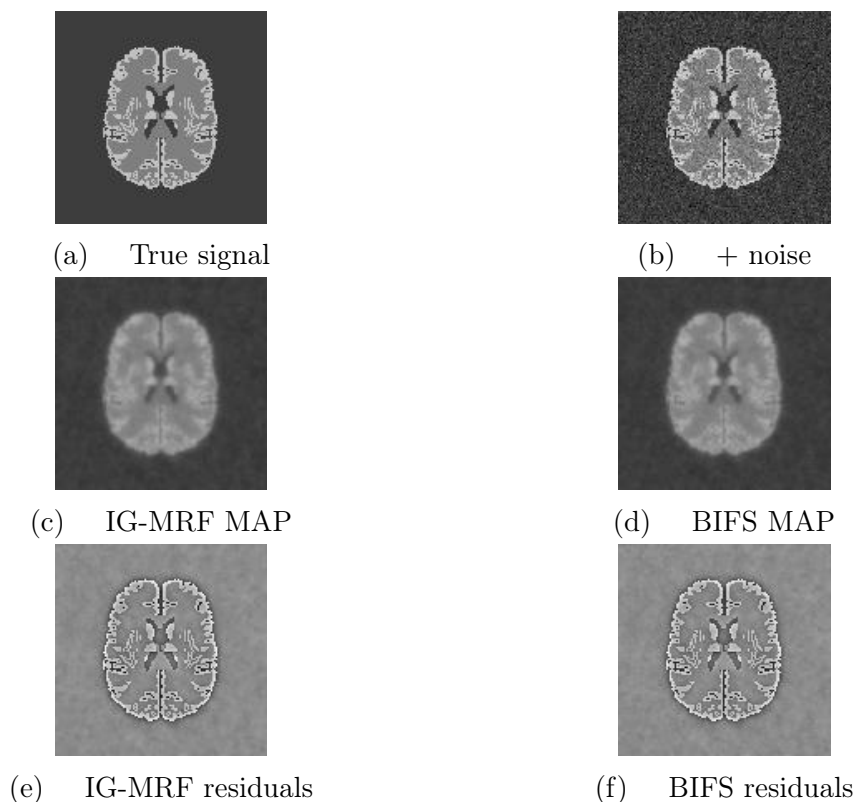 (a) True signal
(b) + noise
(c) IG-MRF MAP
(d) BIFS MAP
(e) IG-MRF residuals
(f) BIFS residuals